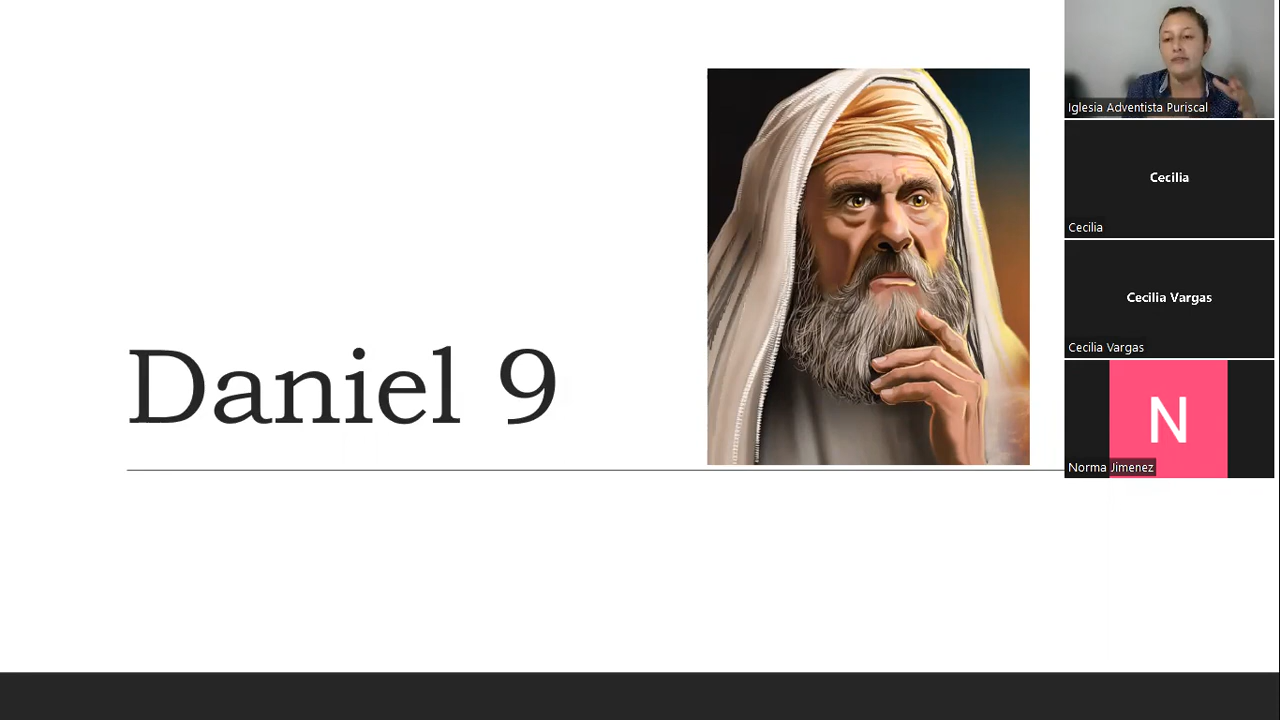 Daniel 9
Iglesia Adventista Puriscal
Cecilia
Cecilia
Cecilia Vargas
Cecilia Vargas
N
Norma Jimenez